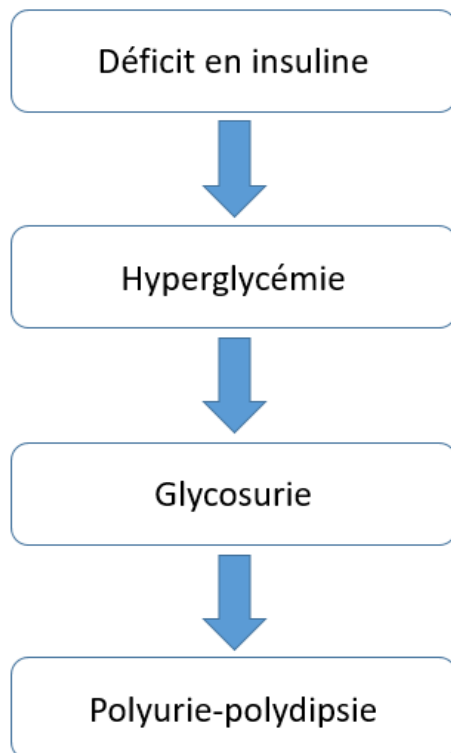 Déficit en insuline
Hyperglycémie
Glycosurie
Polyurie-polydipsie